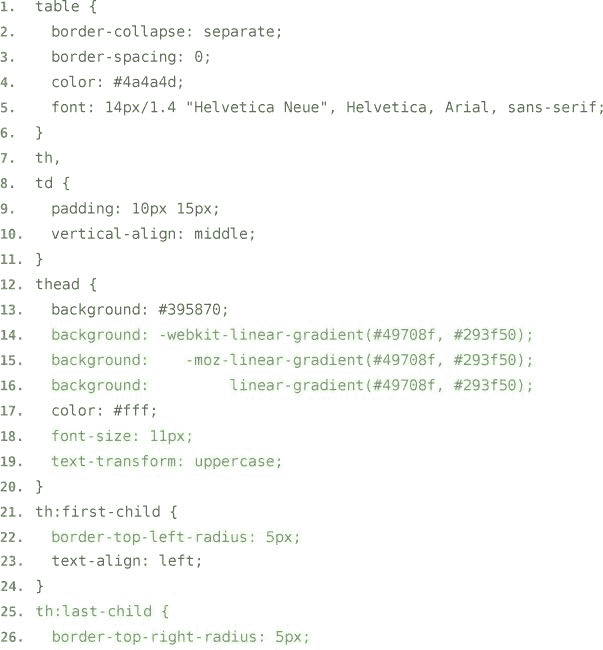 1. table {
2.   border-collapse: separate;
3.   border-spacing: 0;
4.   color: #4a4a4d;
5.   font: 14px/1.4 "Helvetica Neue", Helvetica, Arial, sans-serif;
6. }
7. th,
8. td {
9.   padding: 10px 15px;
10.   vertical-align: middle;
11. }
12. thead {
13.   background: #395870;
14.   background: -webkit-linear-gradient(#49708f, #293f50);
15.   background:    -moz-linear-gradient(#49708f, #293f50);
16.   background:         linear-gradient(#49708f, #293f50);
17.   color: #fff;
18.   font-size: 11px;
19.   text-transform: uppercase;
20. }
21. th:first-child {
22.   border-top-left-radius: 5px;
23.   text-align: left;
24. }
25. th:last-child {
26.   border-top-right-radius: 5px;